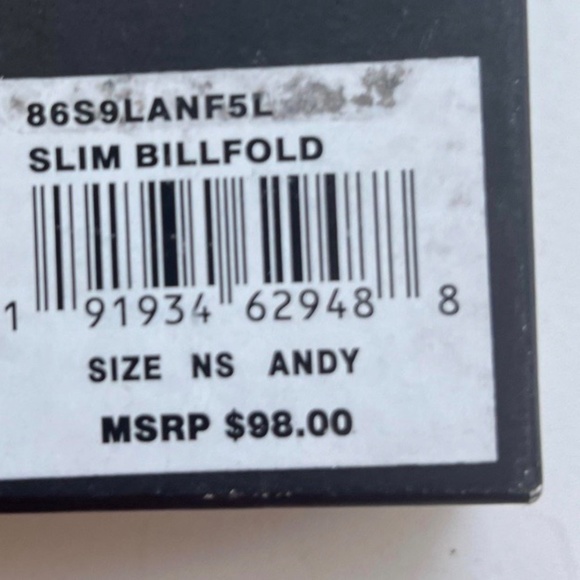 86S9LANF5L
SLIM BILLFOLD
1 91934 62948 8
SIZE NS ANDY
MSRP $98.00